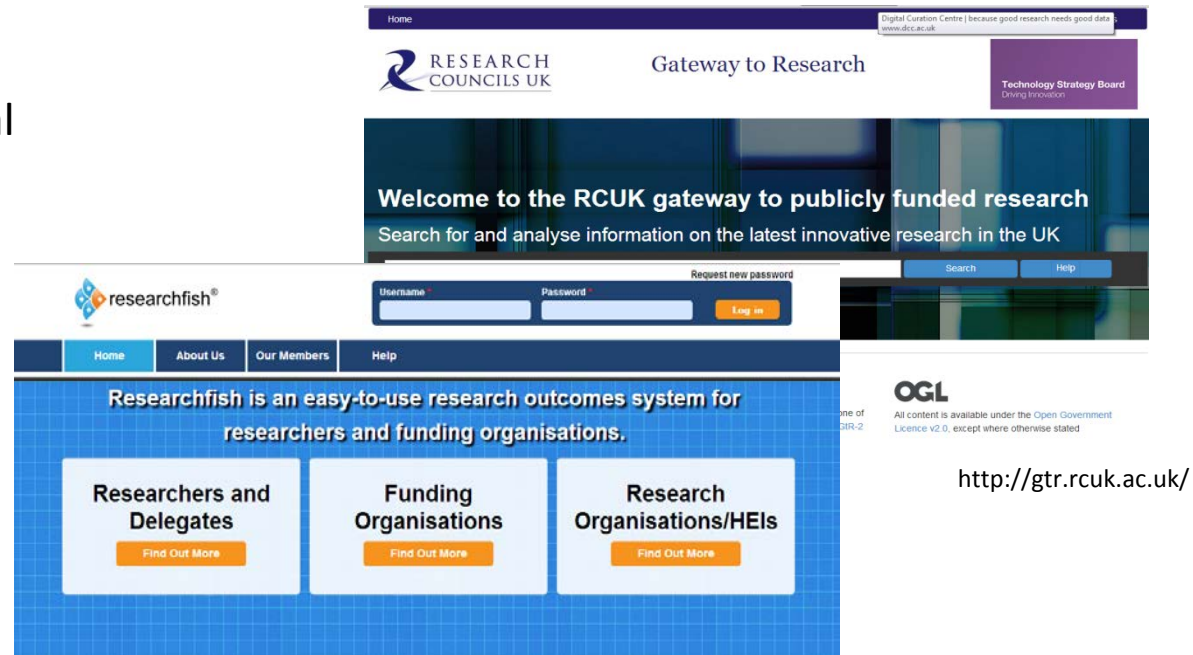 Home
Digital Curation Centre | because good research needs good data
www.dcc.ac.uk
RESEARCH
COUNCILS UK
Gateway to Research
Technology Strategy Board
Driving Innovation
Welcome to the RCUK gateway to publicly funded research
Search for and analyse information on the latest innovative research in the UK
Search Help
researchfish®
Request new password
Username * Password *
Log in
Home About Us Our Members Help
Researchfish is an easy-to-use research outcomes system for
researchers and funding organisations.
Researchers and
Delegates
Find Out More
Funding
Organisations
Find Out More
Research
Organisations/HEIs
Find Out More
OGL
one of
GtR-2
All content is available under the Open Government
Licence v2.0, except where otherwise stated
http://gtr.rcuk.ac.uk/